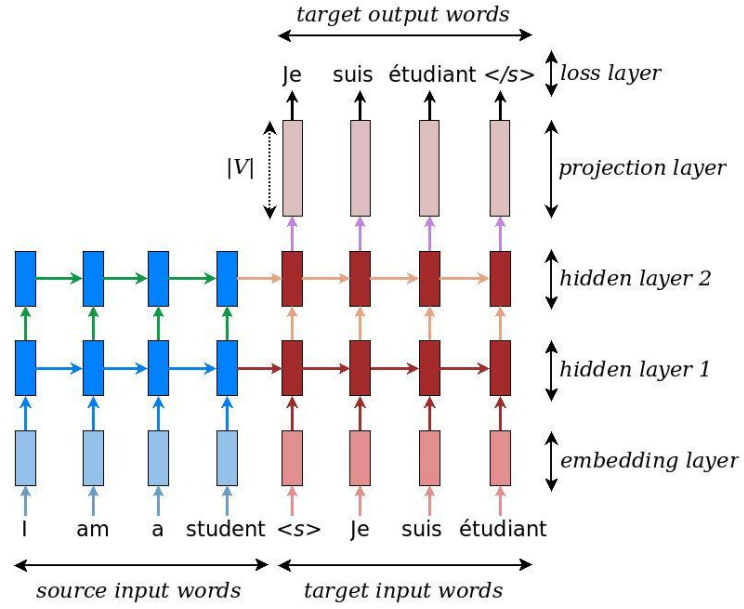 target output words
Je suis étudiant </s> loss layer
|V| projection layer
hidden layer 2
hidden layer 1
embedding layer
I am a student <s> Je suis étudiant
source input words target input words